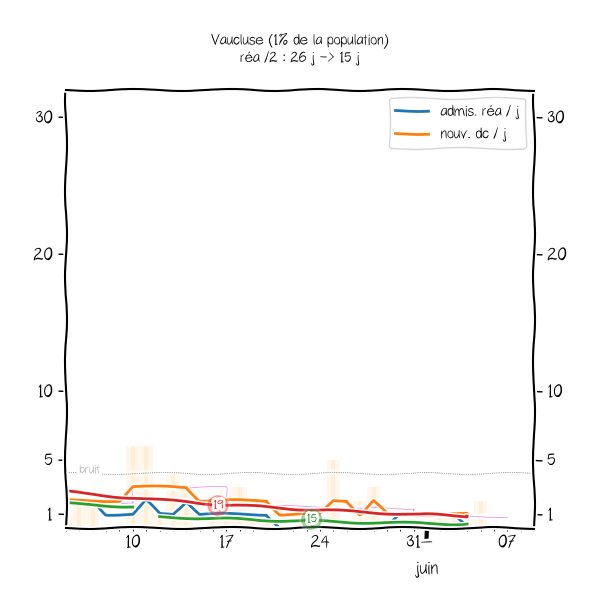 Vaucluse (1% de la population)
réa /2 : 26 j -> 15 j
admis. réa / j
nouv. dc / j
30
30
20
20
10
10
5
5
bruit
1
1
19
15
10
17
24
31
07
juin